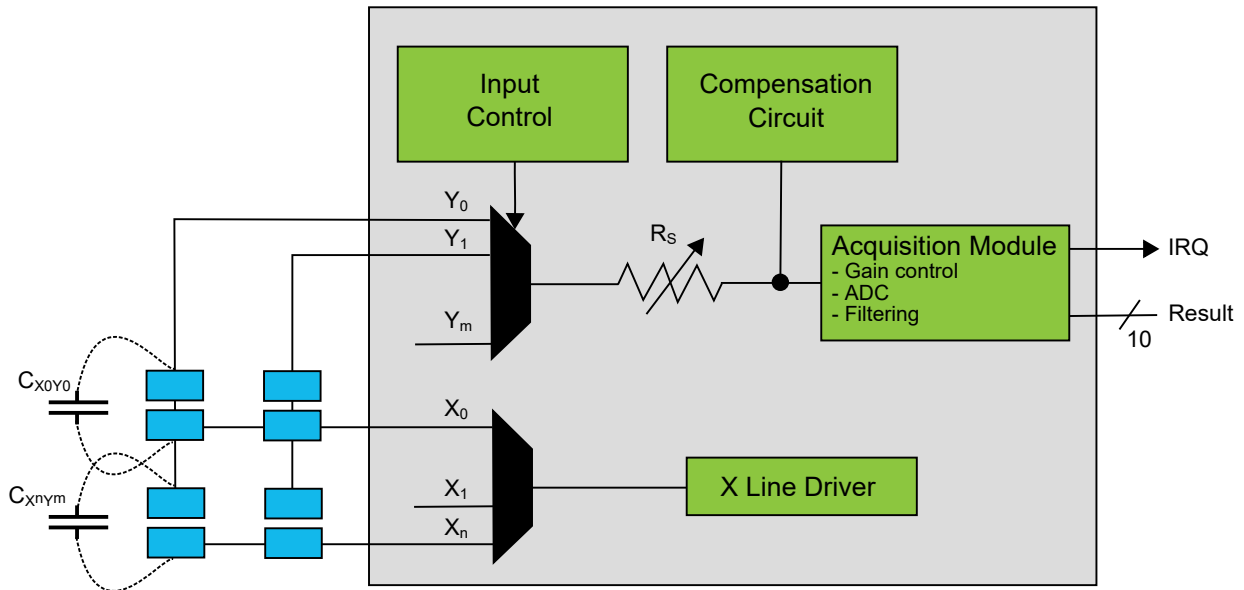 Input
Control
Compensation
Circuit
Y0
Y1
Ym
RS
Acquisition Module
- Gain control
- ADC
- Filtering
IRQ
Result
10
CX0Y0
CXnYm
X0
X1
Xn
X Line Driver